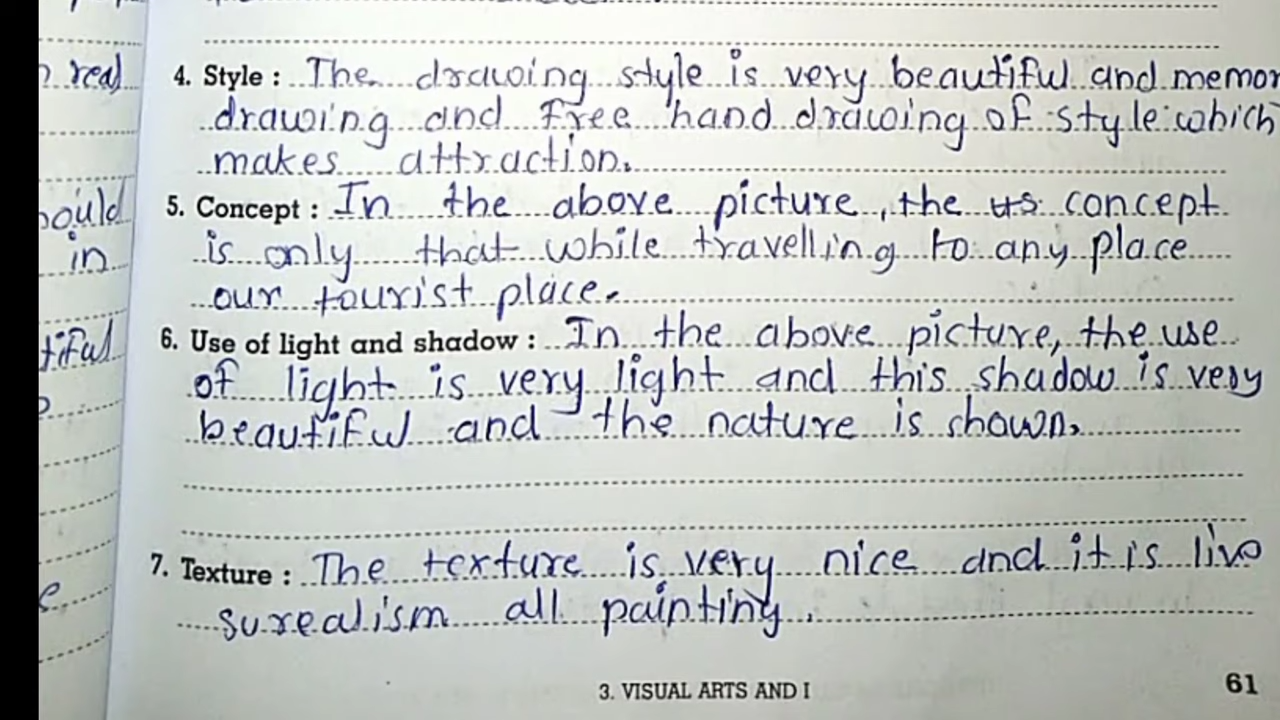 real
4. Style : The drawing style is very beautiful and memor
drawing and free hand drawing of style which
makes attraction.
ould
5. Concept : In the above picture, the us concept
in
is only that while travelling to any place
our tourist place.
tiful
6. Use of light and shadow : In the above picture, the use
of light is very light and this shadow is very
beautiful and the nature is shown.
7. Texture : The texture is very nice and it is live
surealism all painting.
3. VISUAL ARTS AND I
61